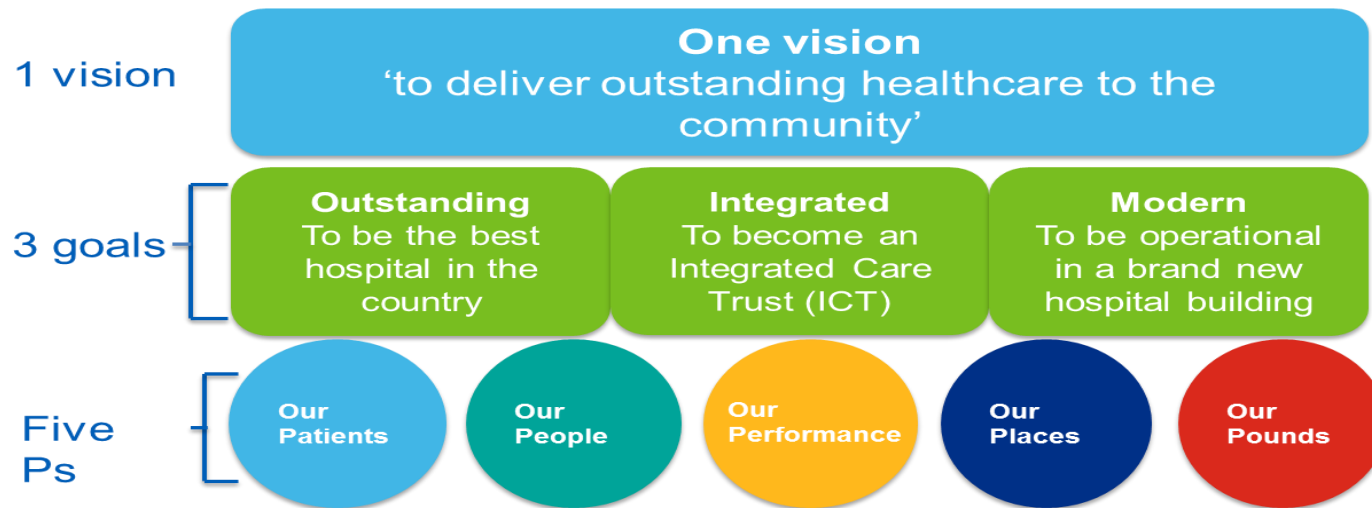 1 vision
One vision
‘to deliver outstanding healthcare to the
community’
3 goals
Outstanding
To be the best
hospital in the
country
Integrated
To become an
Integrated Care
Trust (ICT)
Modern
To be operational
in a brand new
hospital building
Five
Ps
Our
Patients
Our
People
Our
Performance
Our
Places
Our
Pounds